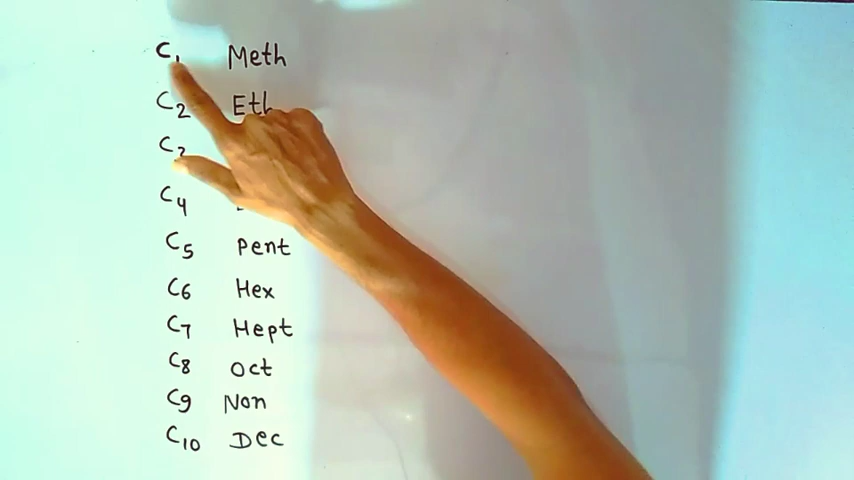 C1 Meth
C2 Eth
C3
C4
C5 Pent
C6 Hex
C7 Hept
C8 Oct
C9 Non
C10 Dec